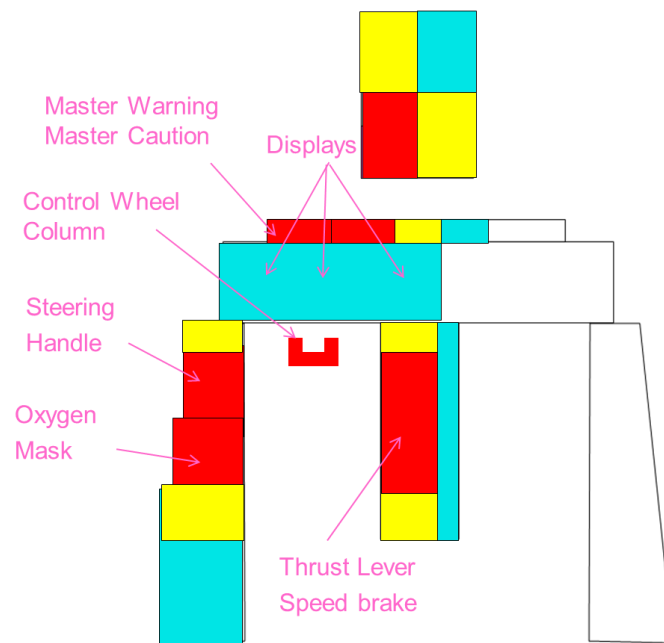 Master Warning
Master Caution
Displays
Control Wheel
Column
Steering
Handle
Oxygen
Mask
Thrust Lever
Speed brake